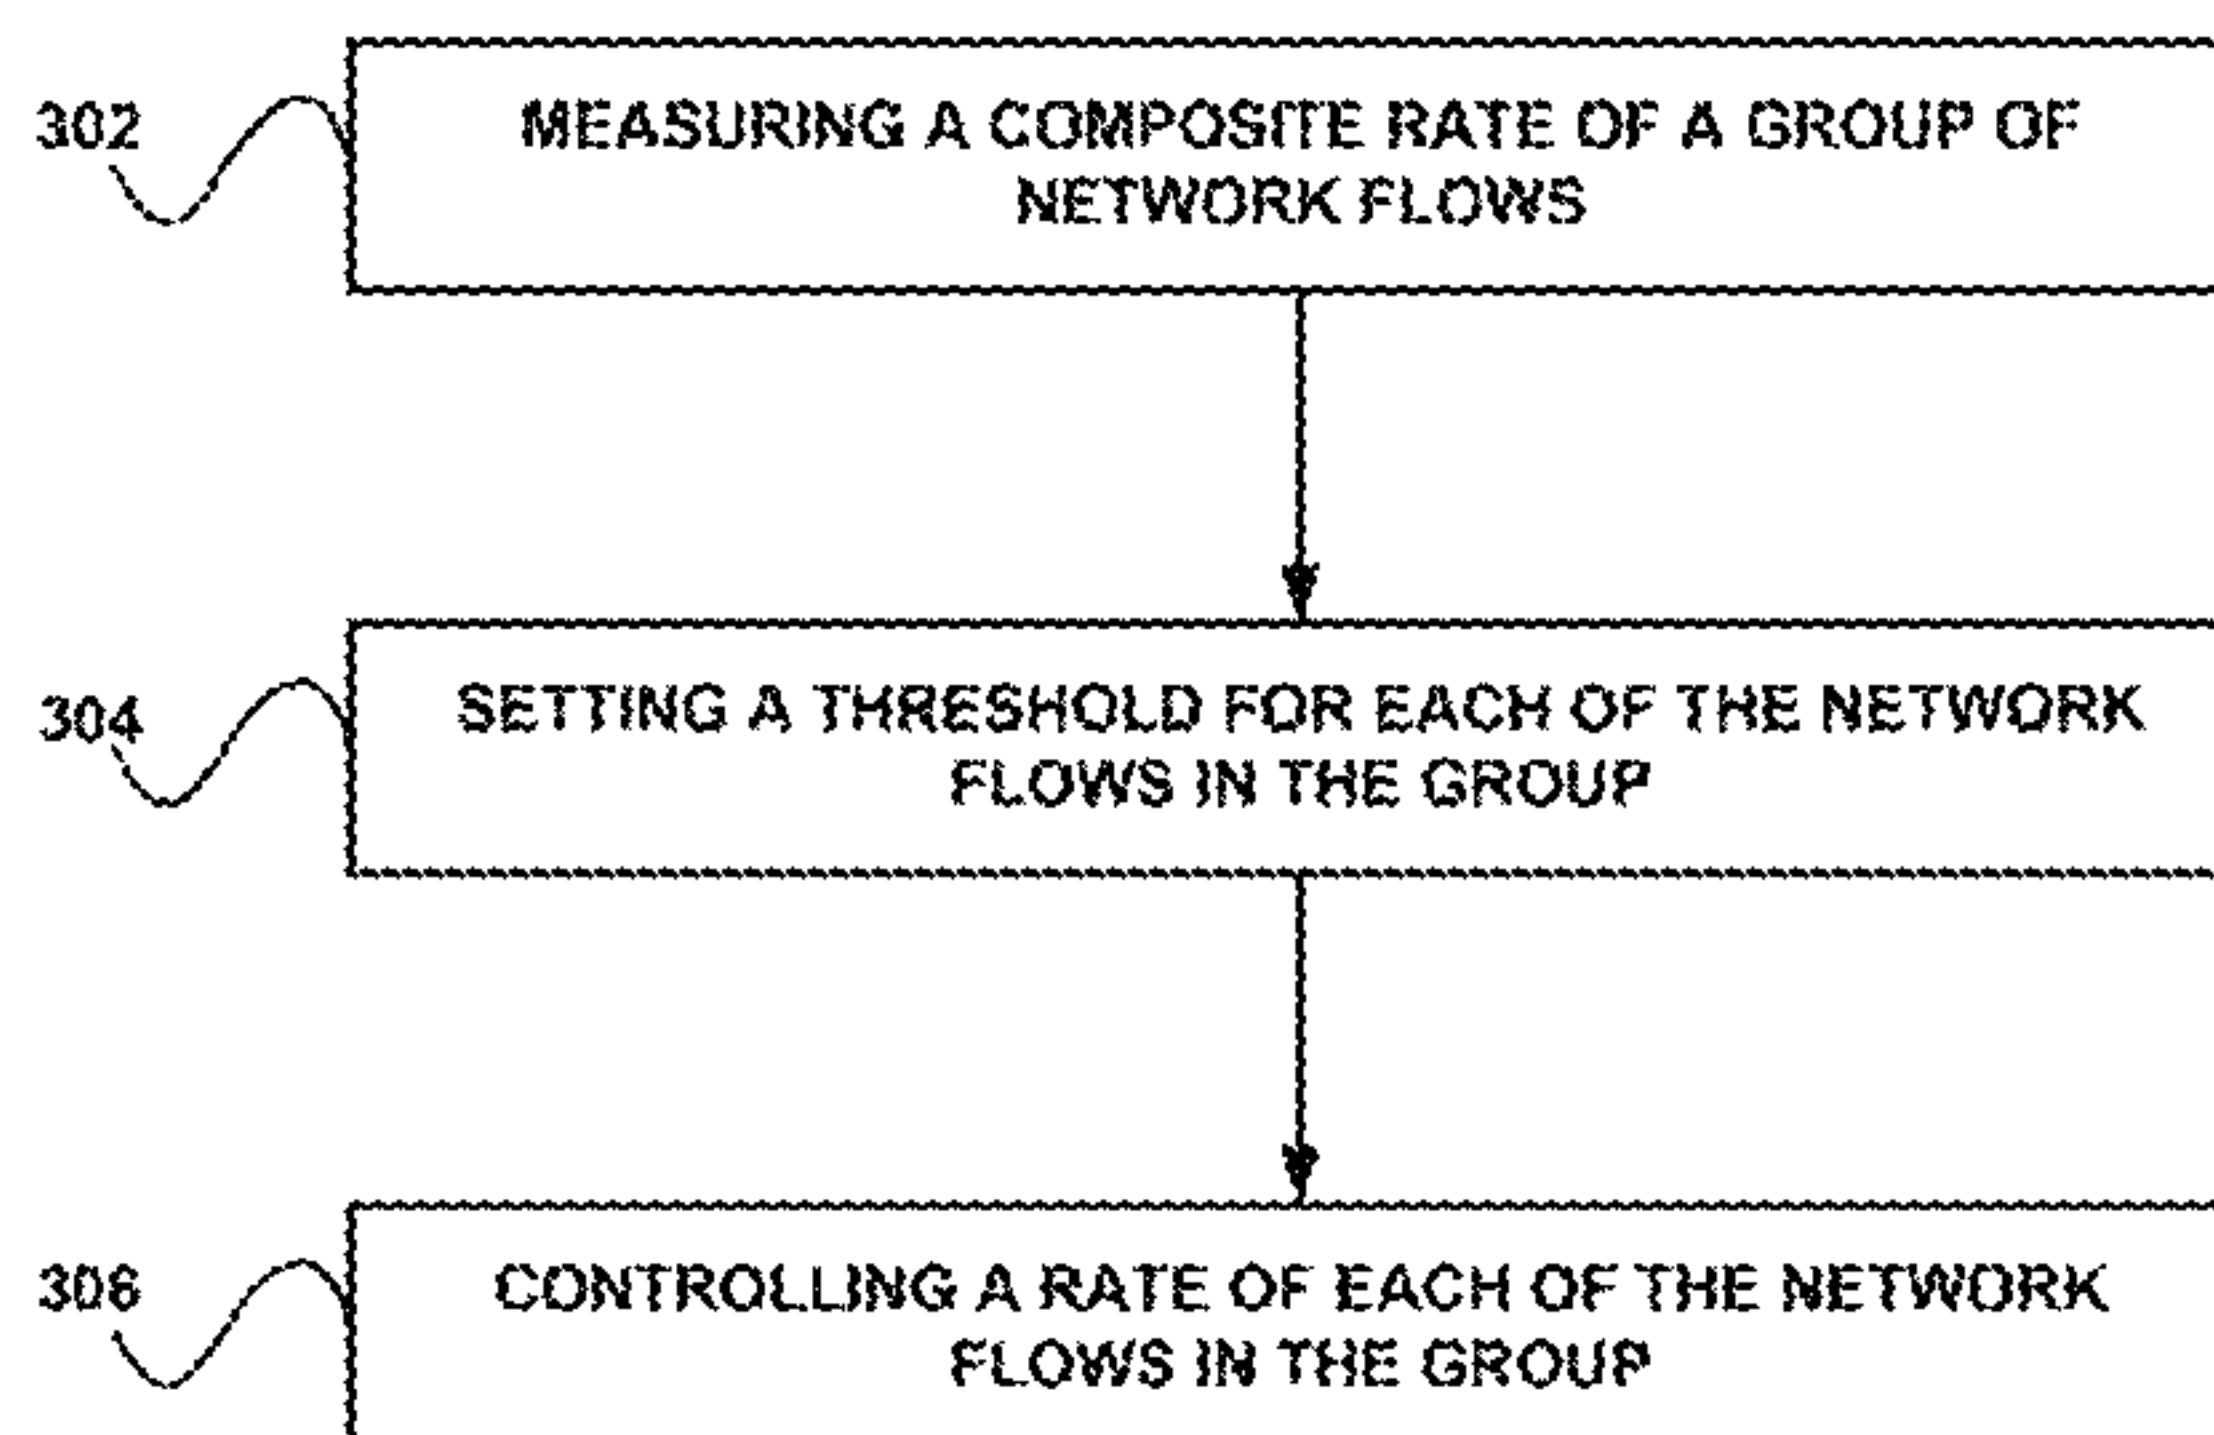 302
MEASURING A COMPOSITE RATE OF A GROUP OF
NETWORK FLOWS
304
SETTING A THRESHOLD FOR EACH OF THE NETWORK
FLOWS IN THE GROUP
306
CONTROLLING A RATE OF EACH OF THE NETWORK
FLOWS IN THE GROUP